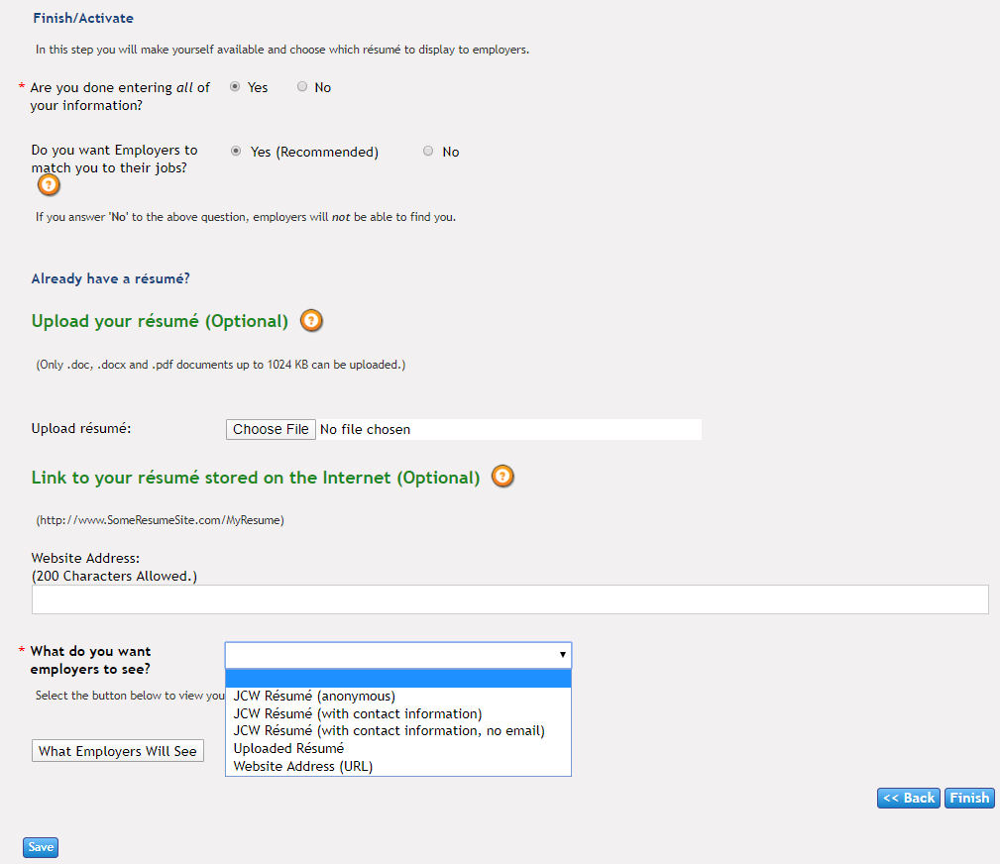 Finish/Activate
In this step you will make yourself available and choose which résumé to display to employers.
* Are you done entering all of
your information?
Yes
No
Do you want Employers to
match you to their jobs?
Yes (Recommended)
No
?
If you answer 'No' to the above question, employers will not be able to find you.
Already have a résumé?
Upload your résumé (Optional) ?
(Only .doc, .docx and .pdf documents up to 1024 KB can be uploaded.)
Upload résumé: Choose File No file chosen
Link to your résumé stored on the Internet (Optional) ?
(http://www.SomeResumeSite.com/MyResume)
Website Address:
(200 Characters Allowed.)
* What do you want
employers to see?
Select the button below to view you
JCW Résumé (anonymous)
JCW Résumé (with contact information)
JCW Résumé (with contact information, no email)
Uploaded Résumé
Website Address (URL)
What Employers Will See
<< Back Finish
Save